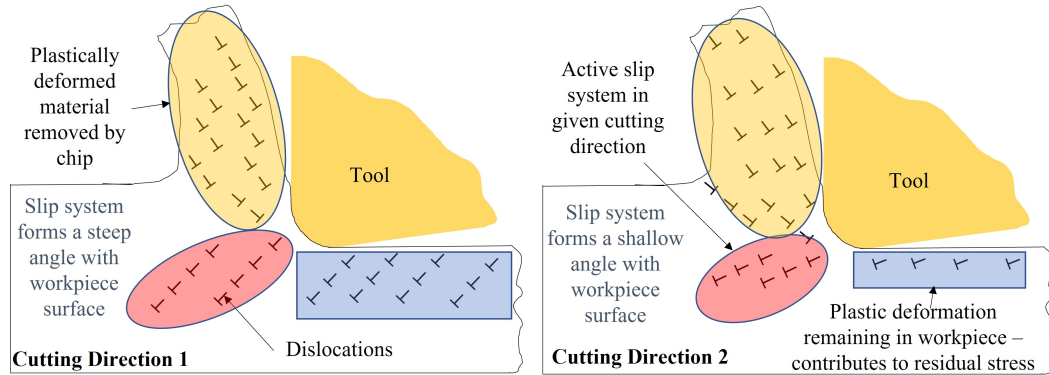 Plastically
deformed
material
removed by
chip
Tool
Slip system
forms a steep
angle with
workpiece
surface
Dislocations
Cutting Direction 1
Active slip
system in
given cutting
direction
Tool
Slip system
forms a shallow
angle with
workpiece
surface
Plastic deformation
remaining in workpiece –
contributes to residual stress
Cutting Direction 2